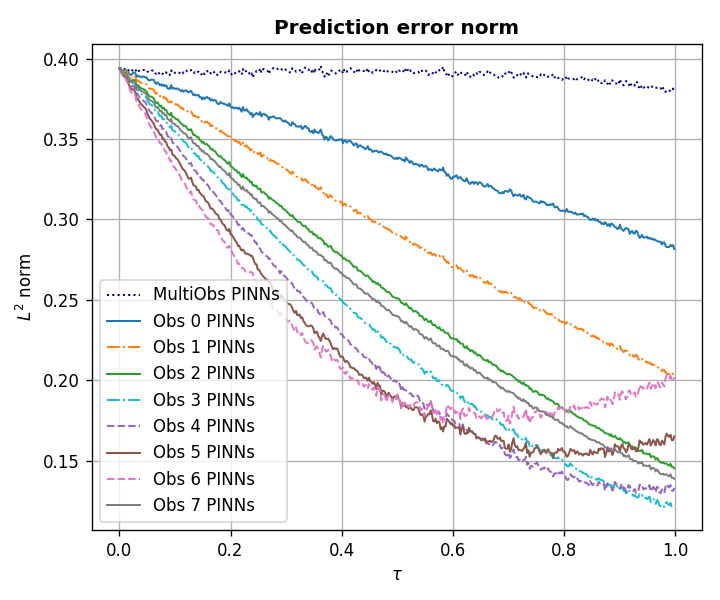 Prediction error norm
0.40
0.35
0.30
0.25
0.20
0.15
L² norm
MultiObs PINNs
Obs 0 PINNs
Obs 1 PINNs
Obs 2 PINNs
Obs 3 PINNs
Obs 4 PINNs
Obs 5 PINNs
Obs 6 PINNs
Obs 7 PINNs
0.0 0.2 0.4 0.6 0.8 1.0
τ